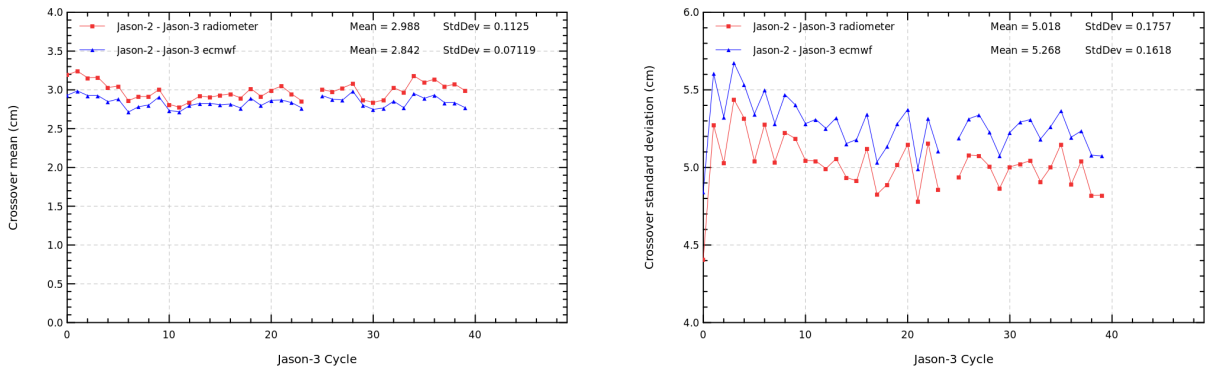 4.0
3.5
3.0
2.5
2.0
1.5
1.0
0.5
0.0
Crossover mean (cm)
Jason-2 - Jason-3 radiometer Mean = 2.988 StdDev = 0.1125
Jason-2 - Jason-3 ecmwf Mean = 2.842 StdDev = 0.07119
0 10 20 30 40
Jason-3 Cycle
6.0
5.5
5.0
4.5
4.0
Crossover standard deviation (cm)
Jason-2 - Jason-3 radiometer Mean = 5.018 StdDev = 0.1757
Jason-2 - Jason-3 ecmwf Mean = 5.268 StdDev = 0.1618
0 10 20 30 40
Jason-3 Cycle